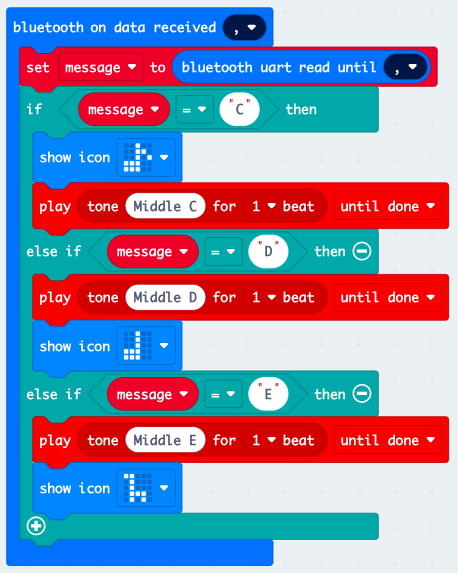 bluetooth on data received , ▼
set message ▼ to bluetooth uart read until , ▼
if message ▼ = ▼ "C" then
show icon ▼
play tone Middle C for 1 ▼ beat until done ▼
else if message ▼ = ▼ "D" then
play tone Middle D for 1 ▼ beat until done ▼
show icon ▼
else if message ▼ = ▼ "E" then
play tone Middle E for 1 ▼ beat until done ▼
show icon ▼